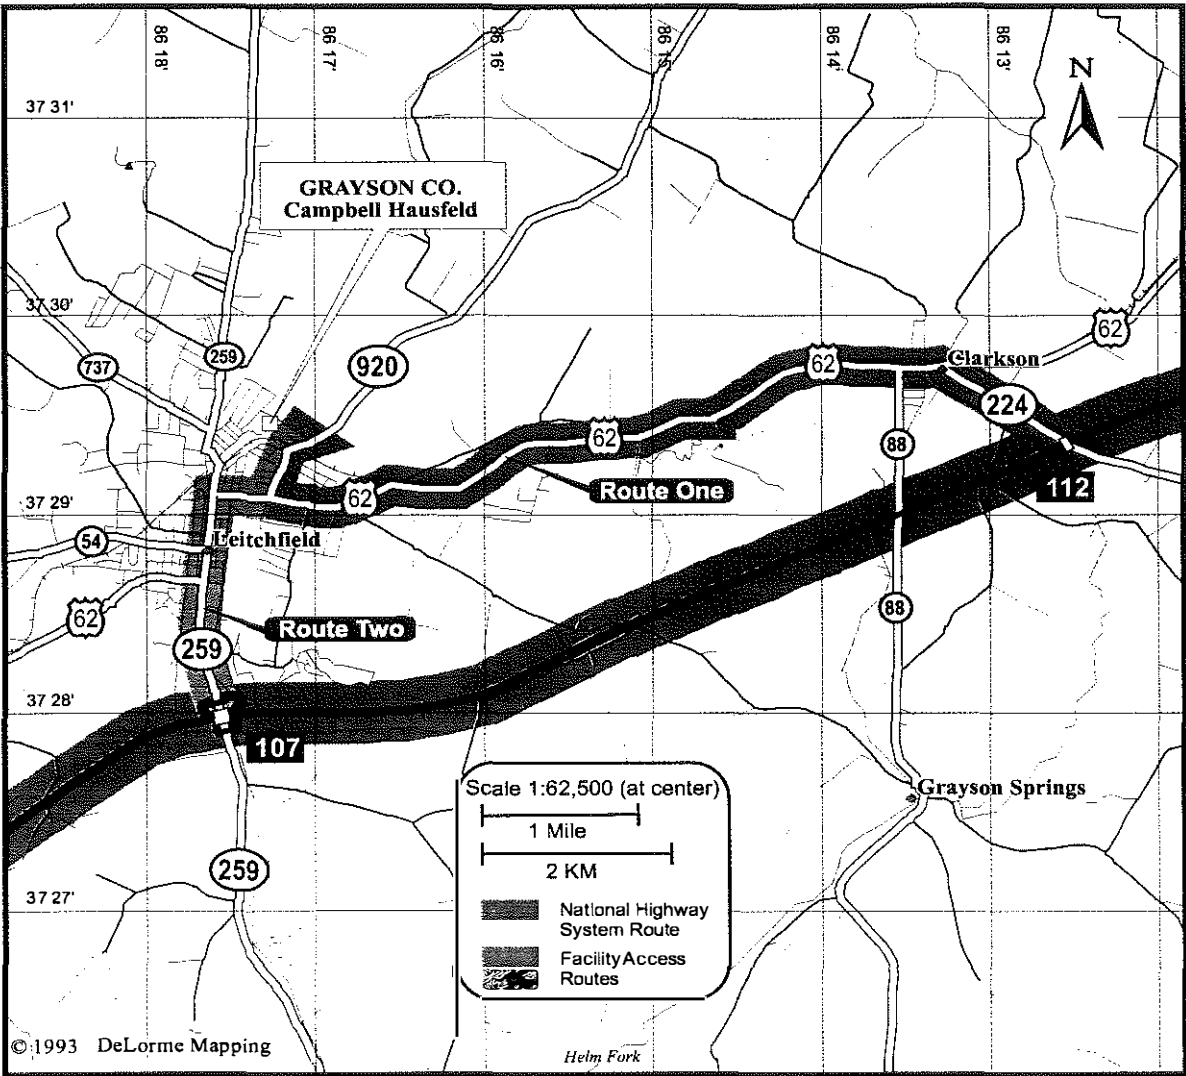 86 18'
86 17'
86 16'
86 15'
86 14'
86 13'
N
37 31'
GRAYSON CO.
Campbell Hausfeld
37 30'
62
259
920
737
62
Clarkson
224
62
88
62
Route One
112
37 29'
54
Leitchfield
62
88
Route Two
259
37 28'
107
Scale 1:62,500 (at center)
1 Mile
2 KM
Grayson Springs
259
37 27'
National Highway
System Route
Facility Access
Routes
© 1993 DeLorme Mapping
Helm Fork